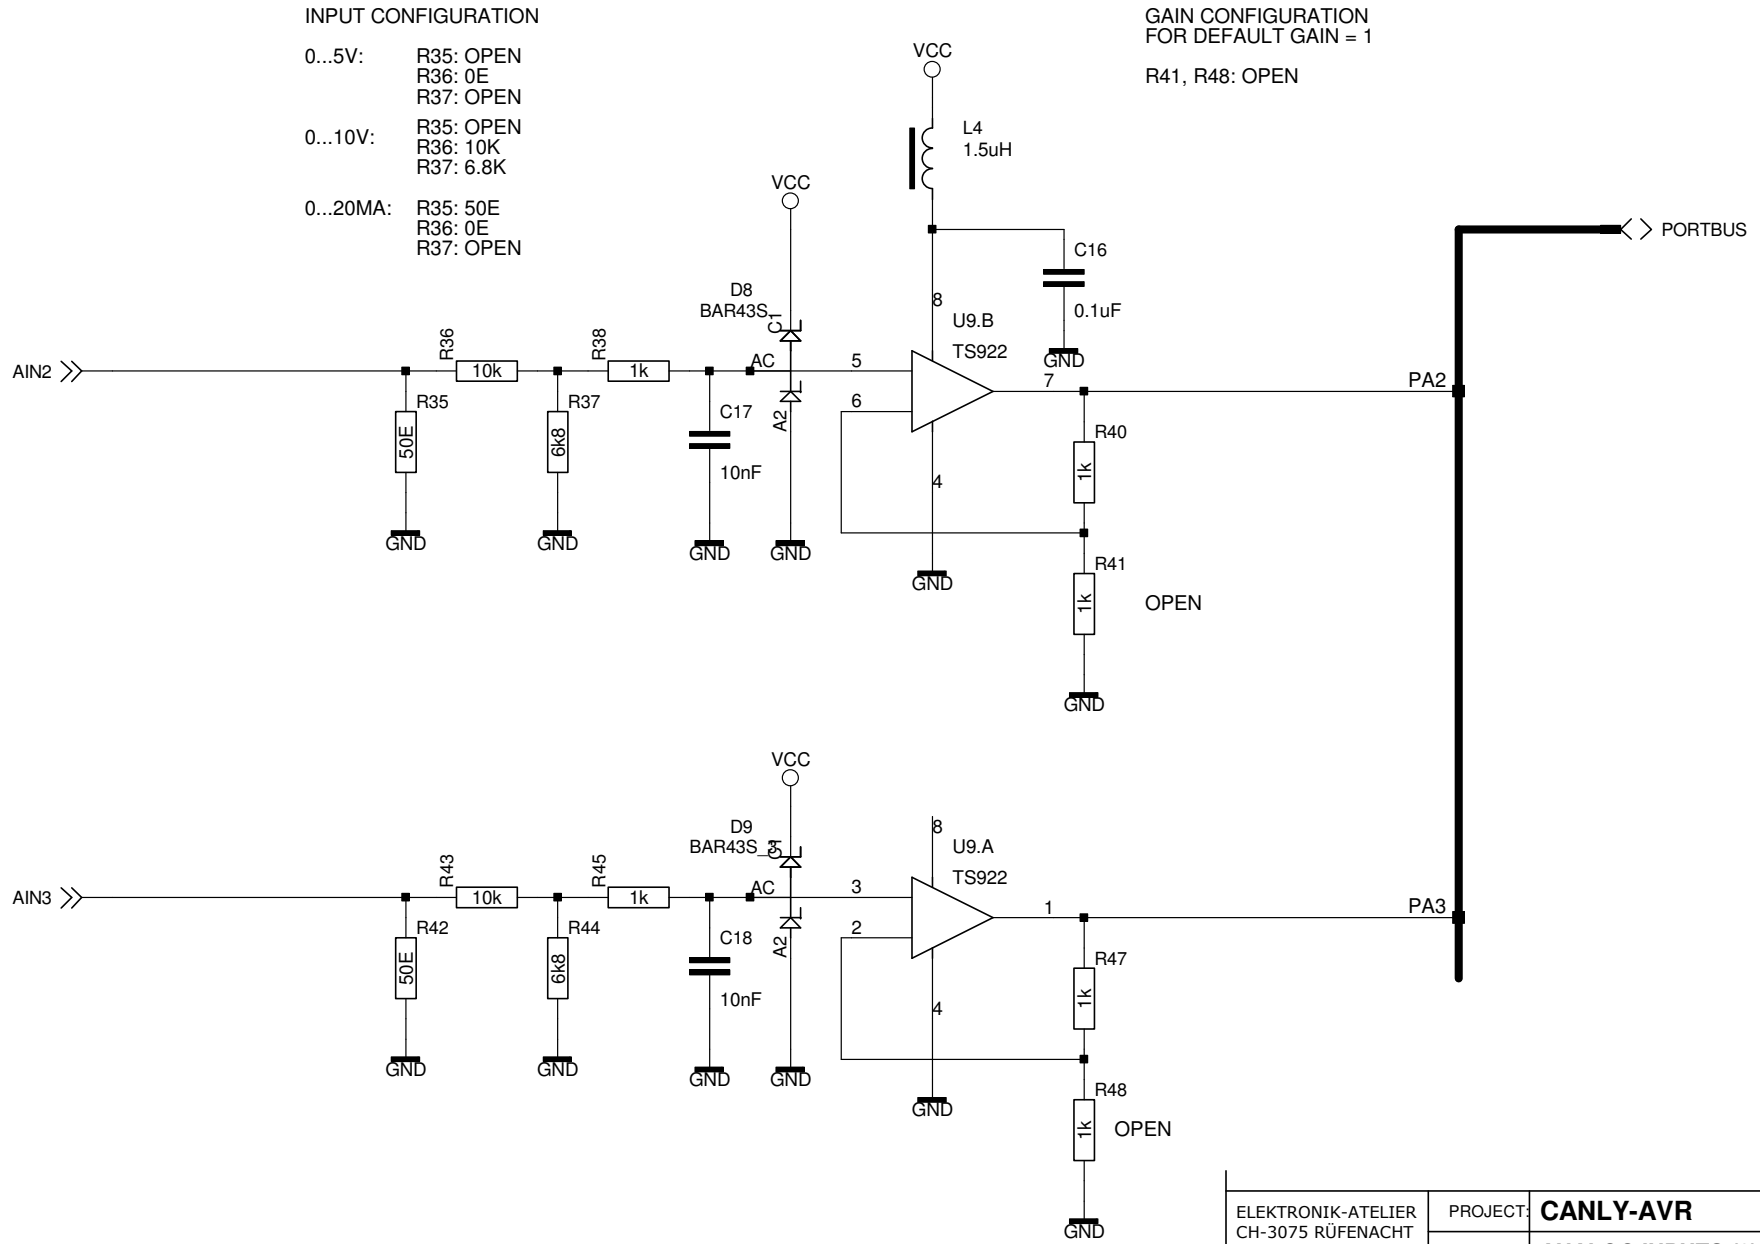 INPUT CONFIGURATION
0...5V: R35: OPEN
R36: 0E
R37: OPEN
0...10V: R35: OPEN
R36: 10K
R37: 6.8K
0...20MA: R35: 50E
R36: 0E
R37: OPEN
GAIN CONFIGURATION
FOR DEFAULT GAIN = 1
R41, R48: OPEN
VCC
L4
1.5uH
VCC
PORTBUS
C16
0.1uF
GND
D8
BAR43S
C1
AC
A2
8
U9.B
TS922
AIN2
R36
10k
R38
1k
5
6
7
4
PA2
R35
50E
R37
6k8
C17
10nF
R40
1k
GND
GND
GND
GND
GND
R41
1k
OPEN
GND
VCC
D9
BAR43S_3
AC
A2
8
U9.A
TS922
AIN3
R43
10k
R45
1k
3
2
1
4
PA3
R42
50E
R44
6k8
C18
10nF
R47
1k
GND
GND
GND
GND
GND
R48
1k
OPEN
GND
ELEKTRONIK-ATELIER
CH-3075 RÜFENACHT
PROJECT: CANLY-AVR